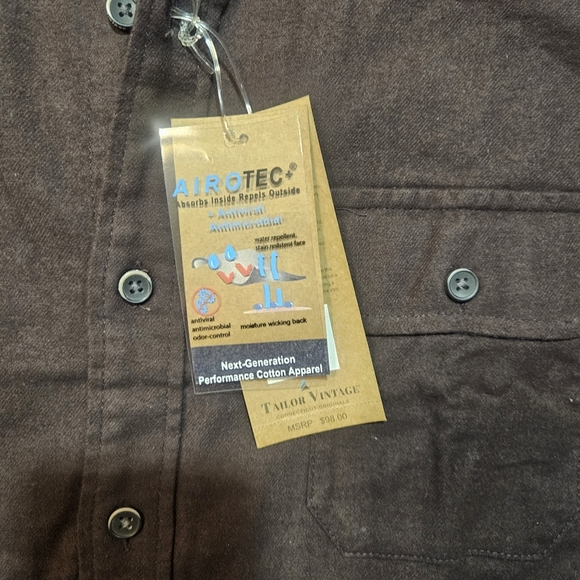 AIROTEC+®
Absorbs Inside Repels Outside
Antiviral
Antimicrobial
water repellent,
stain resistent face
antiviral
antimicrobial
odor-control
moisture wicking back
Next-Generation
Performance Cotton Apparel
TAILOR VINTAGE
MSRP $98.00